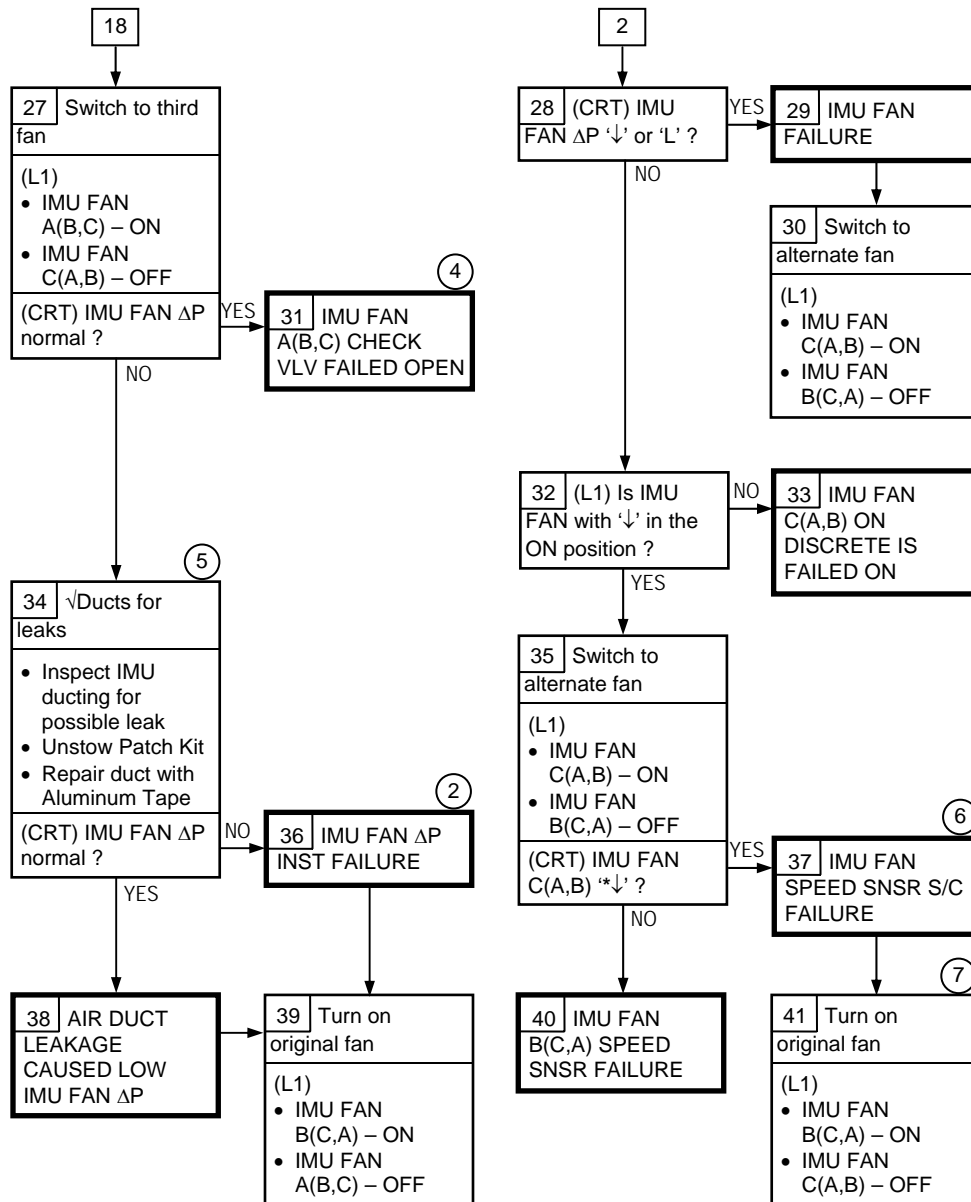 18
27 Switch to third
fan
(L1)
• IMU FAN
A(B,C) – ON
• IMU FAN
C(A,B) – OFF
(CRT) IMU FAN ΔP
normal ?
YES
NO
4
31 IMU FAN
A(B,C) CHECK
VLV FAILED OPEN
5
34 √Ducts for
leaks
• Inspect IMU
ducting for
possible leak
• Unstow Patch Kit
• Repair duct with
Aluminum Tape
(CRT) IMU FAN ΔP
normal ?
NO
YES
2
36 IMU FAN ΔP
INST FAILURE
38 AIR DUCT
LEAKAGE
CAUSED LOW
IMU FAN ΔP
39 Turn on
original fan
(L1)
• IMU FAN
B(C,A) – ON
• IMU FAN
A(B,C) – OFF
2
28 (CRT) IMU
FAN ΔP '↓' or 'L' ?
YES
NO
29 IMU FAN
FAILURE
30 Switch to
alternate fan
(L1)
• IMU FAN
C(A,B) – ON
• IMU FAN
B(C,A) – OFF
32 (L1) Is IMU
FAN with '↓' in the
ON position ?
NO
YES
33 IMU FAN
C(A,B) ON
DISCRETE IS
FAILED ON
35 Switch to
alternate fan
(L1)
• IMU FAN
C(A,B) – ON
• IMU FAN
B(C,A) – OFF
(CRT) IMU FAN
C(A,B) '*↓' ?
YES
NO
6
37 IMU FAN
SPEED SNSR S/C
FAILURE
40 IMU FAN
B(C,A) SPEED
SNSR FAILURE
7
41 Turn on
original fan
(L1)
• IMU FAN
B(C,A) – ON
• IMU FAN
C(A,B) – OFF